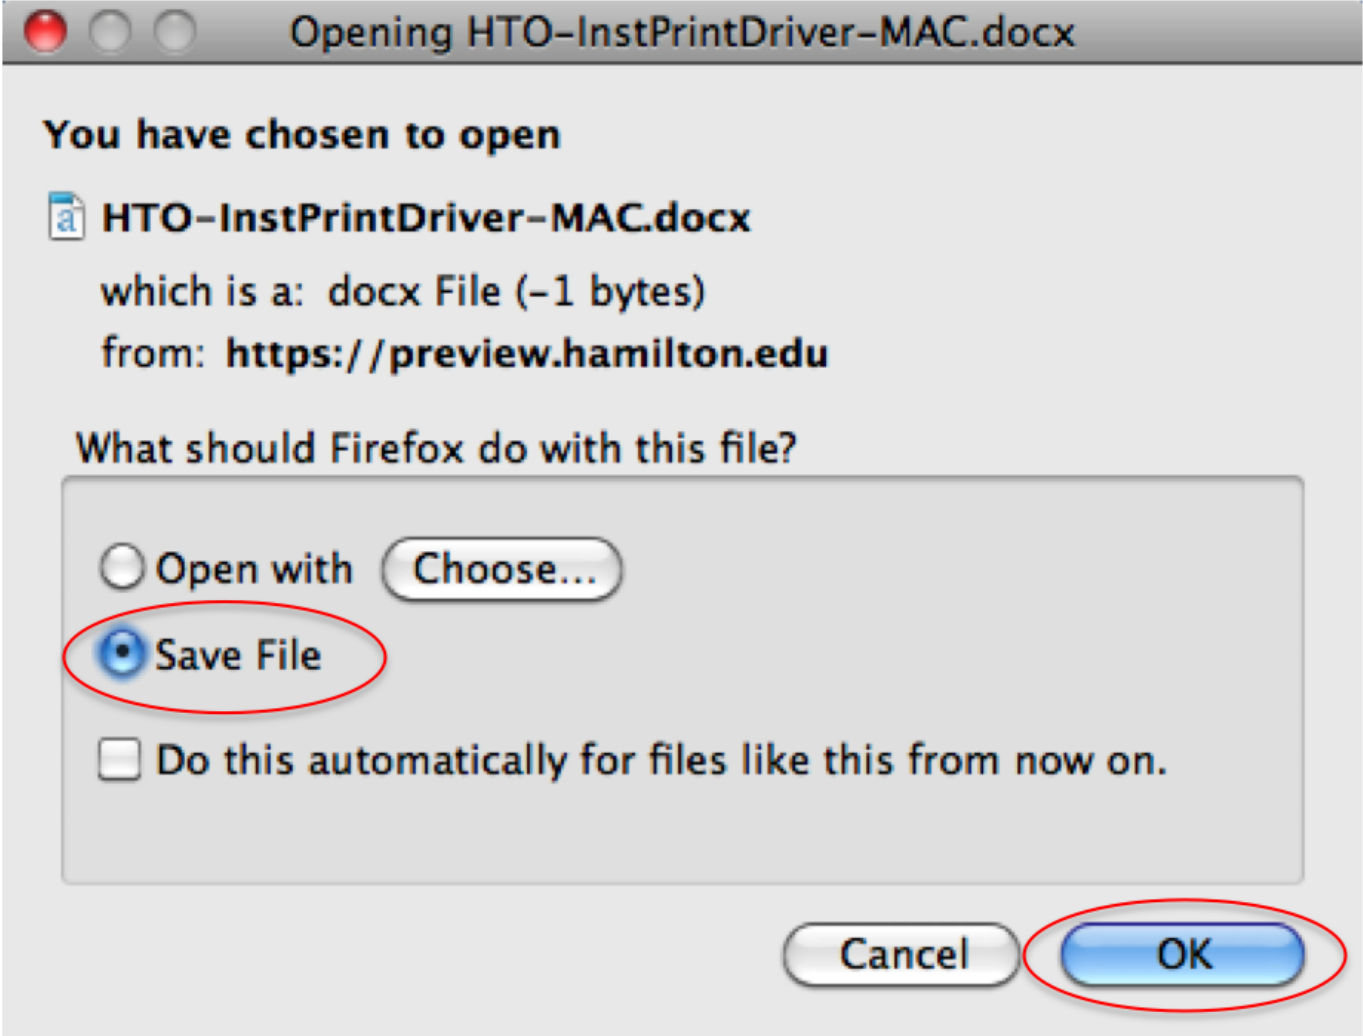 Opening HTO-InstPrintDriver-MAC.docx
You have chosen to open
a HTO-InstPrintDriver-MAC.docx
which is a: docx File (-1 bytes)
from: https://preview.hamilton.edu
What should Firefox do with this file?
Open with Choose...
Save File
Do this automatically for files like this from now on.
Cancel OK